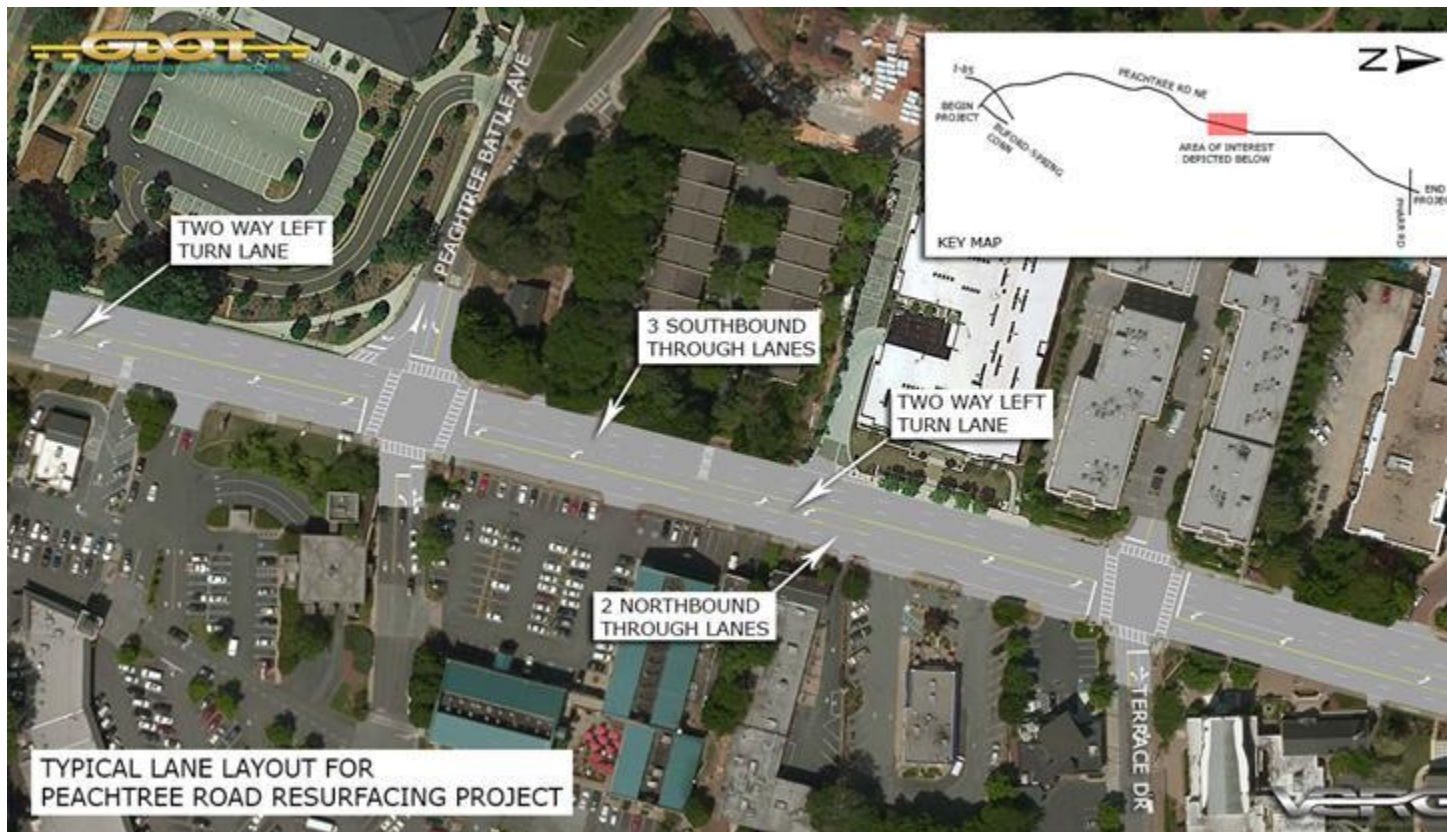 GDOT
N
I-85
PEACHTREE RD NE
BEGIN
PROJECT
BUFORD-SPRING
CONN
AREA OF INTEREST
DEPICTED BELOW
END
PROJEC
PHARR RD
KEY MAP
PEACHTREE BATTLE AVE
TWO WAY LEFT
TURN LANE
3 SOUTHBOUND
THROUGH LANES
TWO WAY LEFT
TURN LANE
2 NORTHBOUND
THROUGH LANES
TERRACE DR
TYPICAL LANE LAYOUT FOR
PEACHTREE ROAD RESURFACING PROJECT